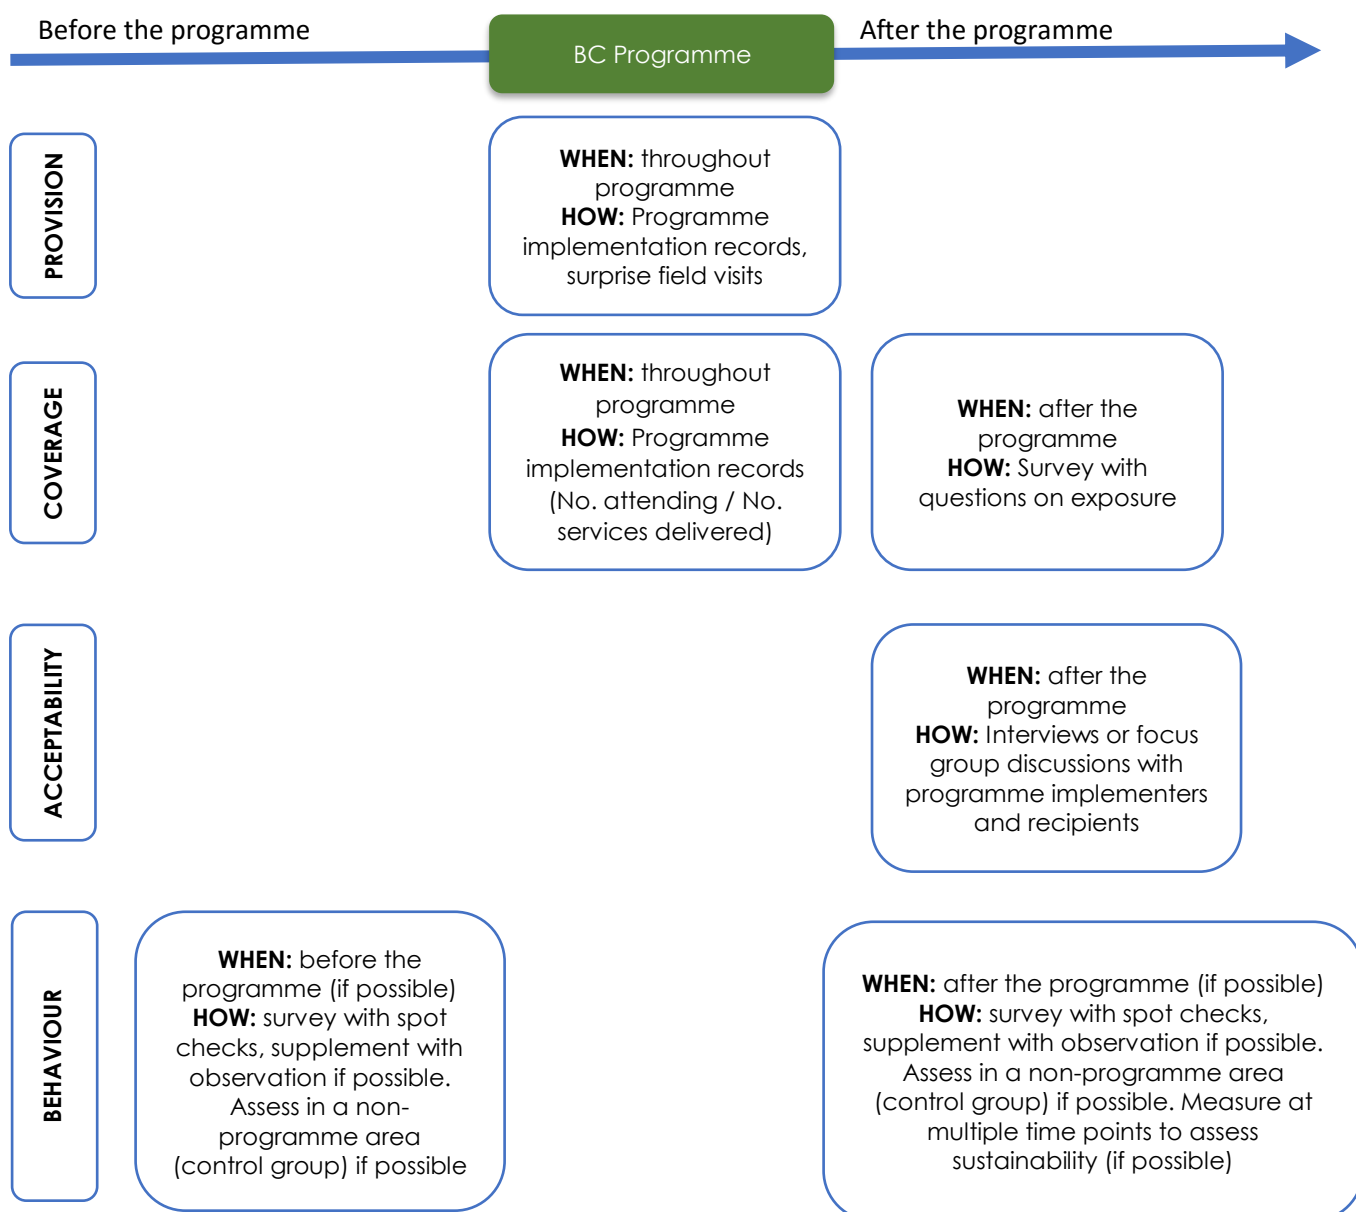 Before the programme
BC Programme
After the programme
PROVISION
WHEN: throughout
programme
HOW: Programme
implementation records,
surprise field visits
COVERAGE
WHEN: throughout
programme
HOW: Programme
implementation records
(No. attending / No.
services delivered)
WHEN: after the
programme
HOW: Survey with
questions on exposure
ACCEPTABILITY
WHEN: after the
programme
HOW: Interviews or focus
group discussions with
programme implementers
and recipients
BEHAVIOUR
WHEN: before the
programme (if possible)
HOW: survey with spot
checks, supplement with
observation if possible.
Assess in a non-
programme area
(control group) if possible
WHEN: after the programme (if possible)
HOW: survey with spot checks,
supplement with observation if possible.
Assess in a non-programme area
(control group) if possible. Measure at
multiple time points to assess
sustainability (if possible)